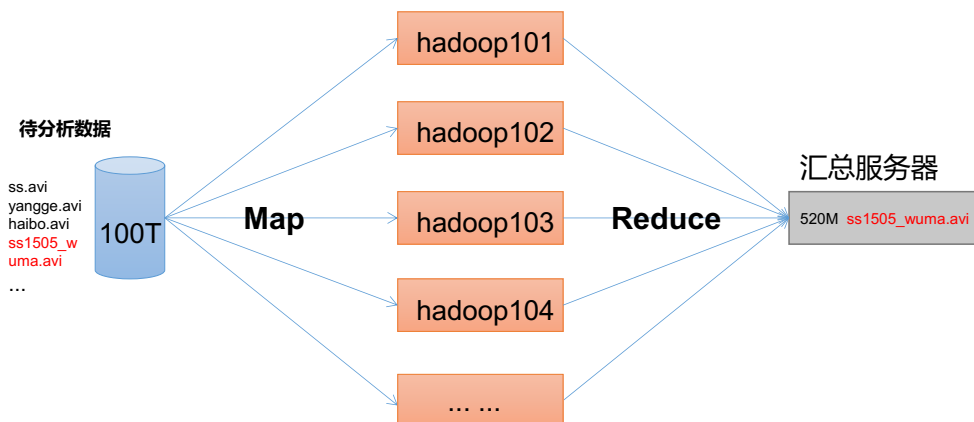 待分析数据
ss.avi
yangge.avi
haibo.avi
ss1505_w
uma.avi
...
100T
Map
hadoop101
hadoop102
hadoop103
hadoop104
... ...
Reduce
汇总服务器
520M ss1505_wuma.avi